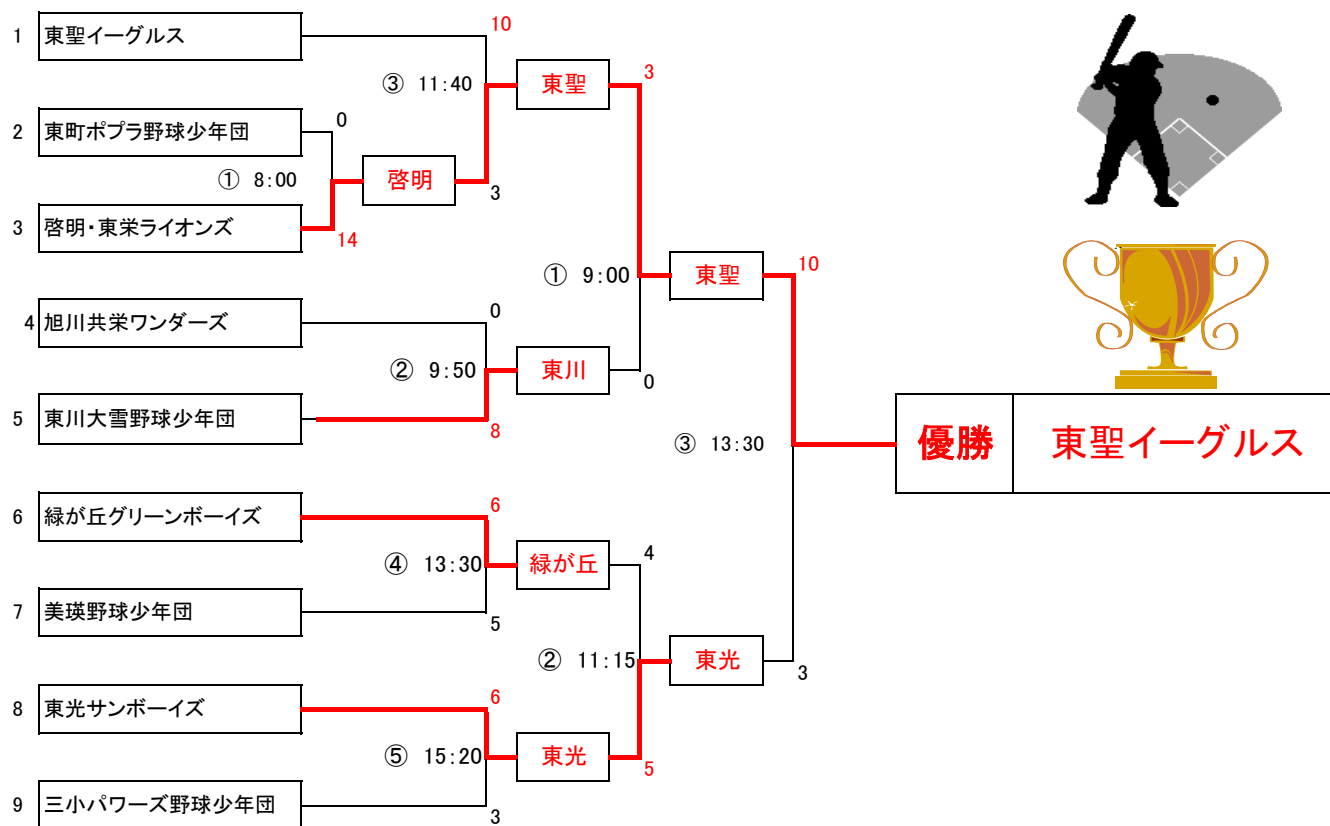 10
1 東聖イーグルス
③ 11:40
東聖
3
2 東町ポプラ野球少年団
0
① 8:00
啓明
3
3 啓明・東栄ライオンズ
14
① 9:00
東聖
10
4 旭川共栄ワンダーズ
0
② 9:50
東川
0
5 東川大雪野球少年団
8
③ 13:30
優勝 東聖イーグルス
6 緑が丘グリーンボーイズ
6
④ 13:30
緑が丘
4
7 美瑛野球少年団
5
② 11:15
東光
3
8 東光サンボーイズ
6
⑤ 15:20
東光
5
9 三小パワーズ野球少年団
3